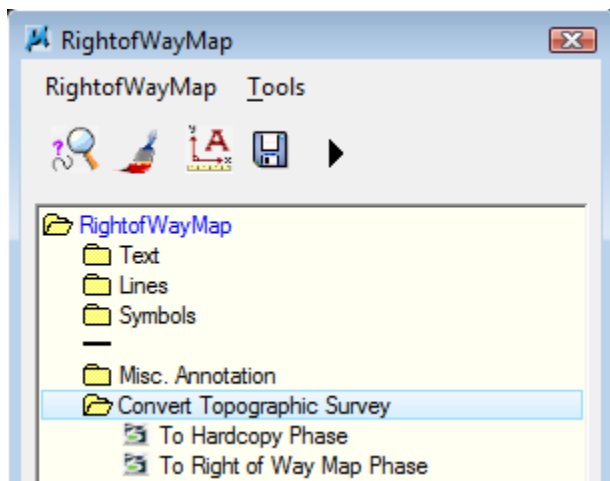 RightofWayMap
RightofWayMap Tools
RightofWayMap
Text
Lines
Symbols
Misc. Annotation
Convert Topographic Survey
To Hardcopy Phase
To Right of Way Map Phase